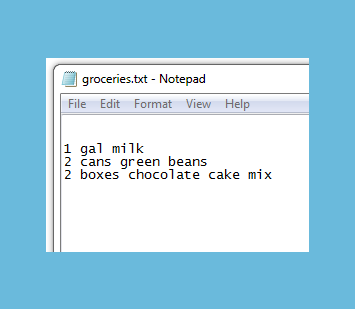 groceries.txt - Notepad
File Edit Format View Help
1 gal milk
2 cans green beans
2 boxes chocolate cake mix